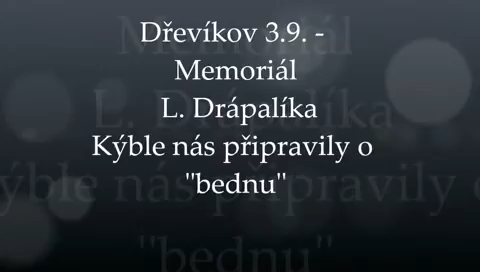 Dřevíkov 3.9. -
Memoriál
L. Drápalíka
Kýble nás připravily o
"bednu"